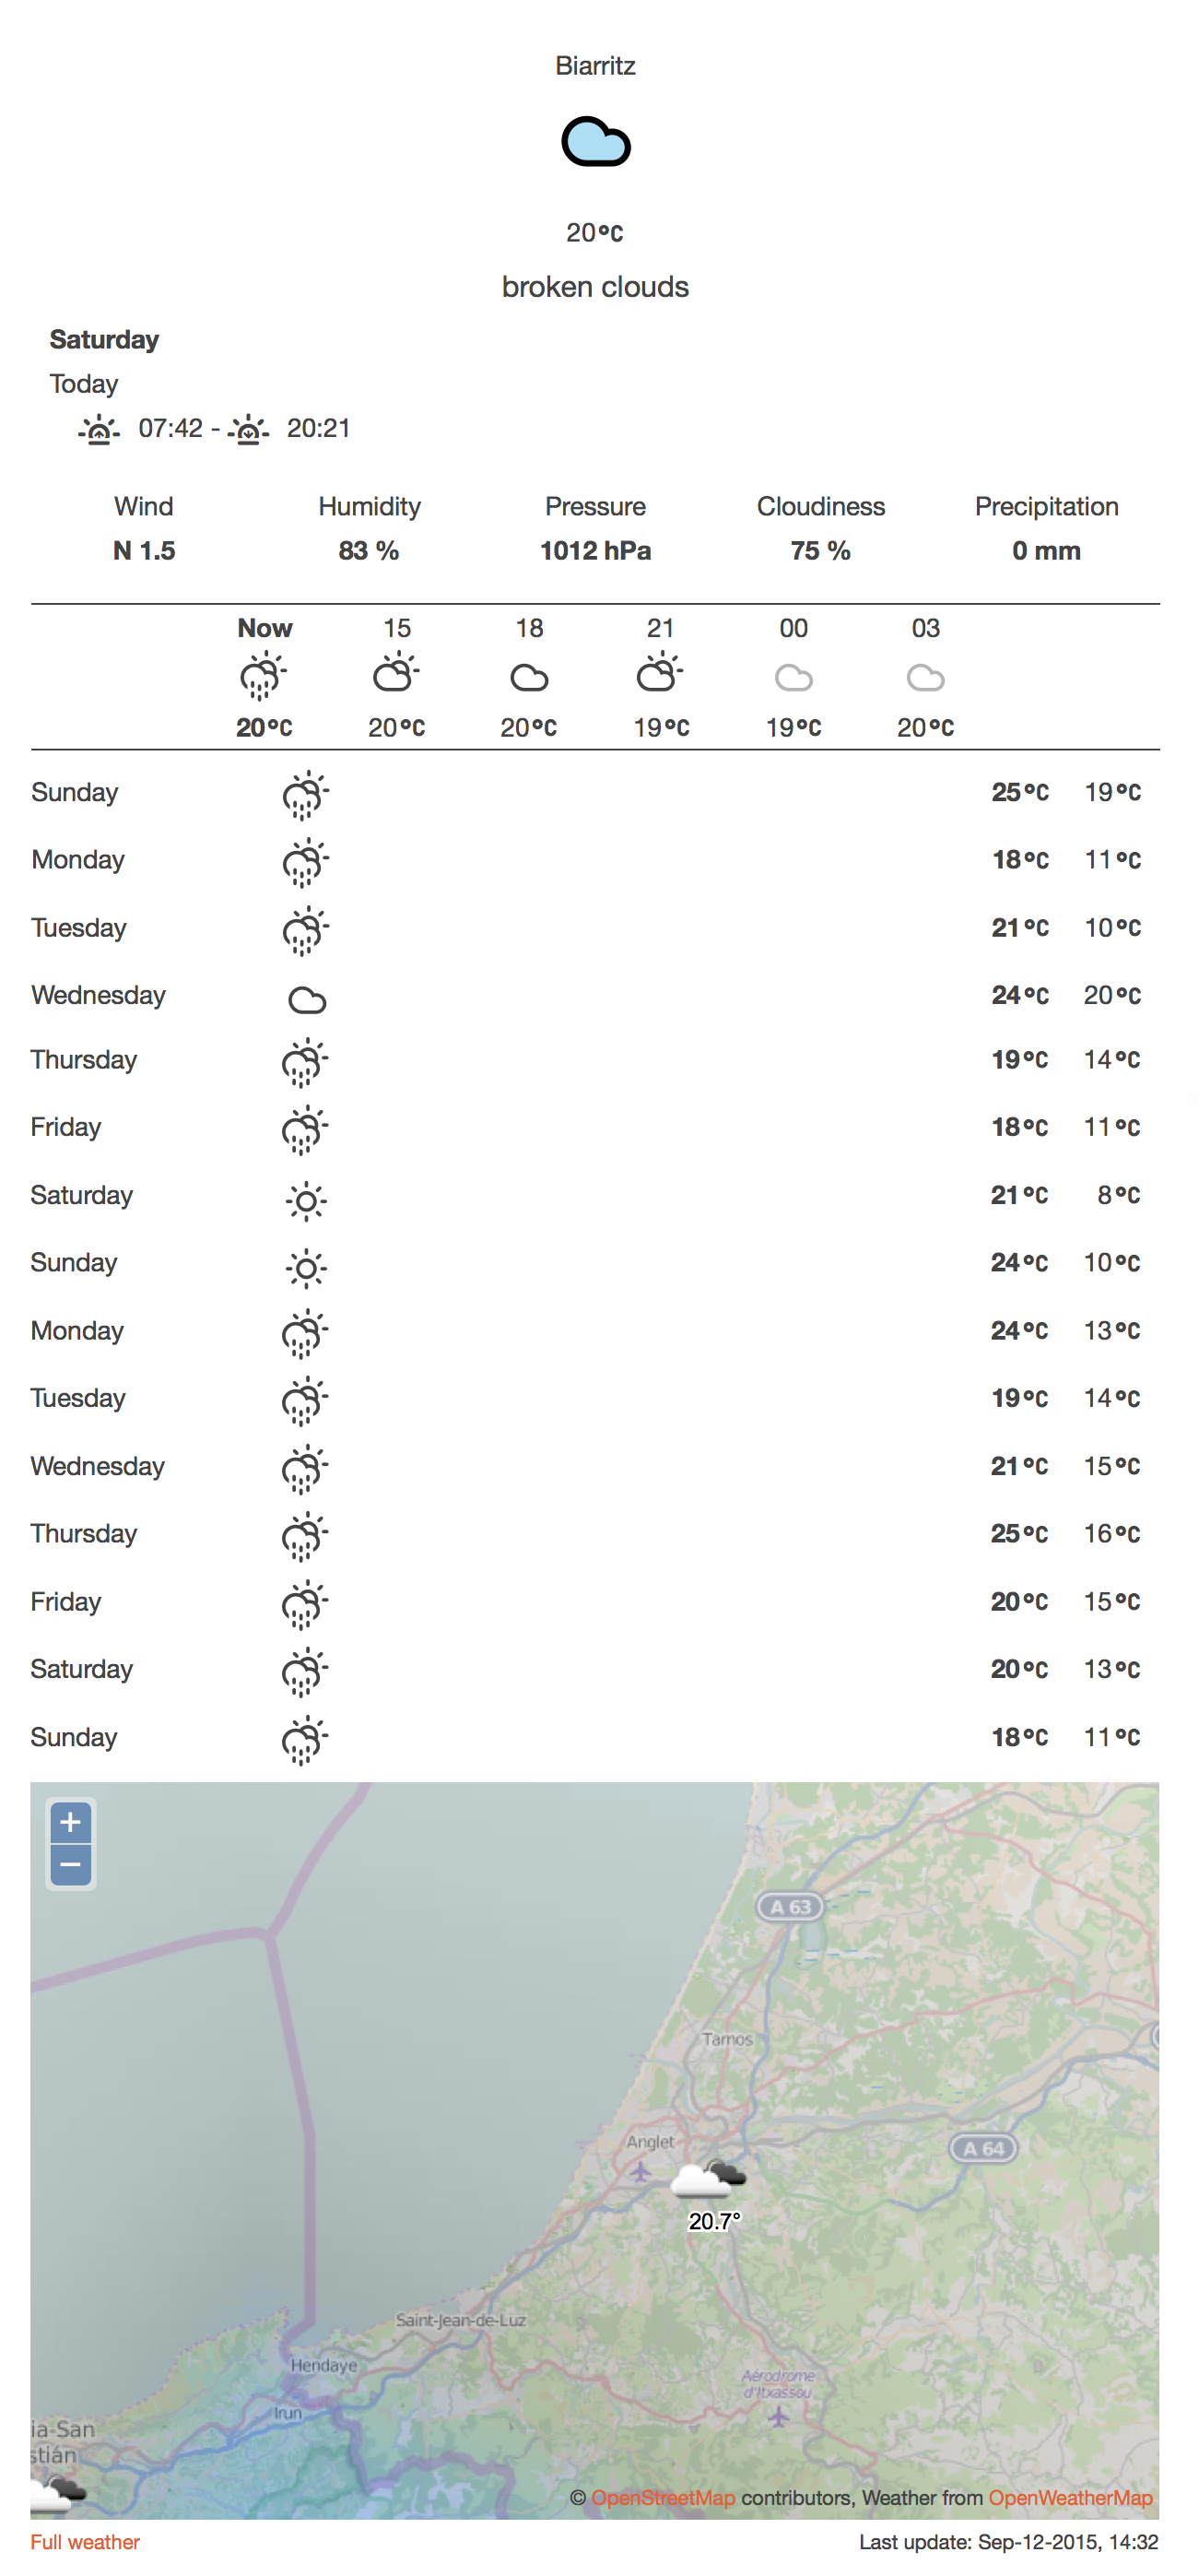 Biarritz
20°C
broken clouds
Saturday
Today
07:42 - 20:21
Wind Humidity Pressure Cloudiness Precipitation
N 1.5 83 % 1012 hPa 75 % 0 mm
Now 15 18 21 00 03
20°C 20°C 20°C 19°C 19°C 20°C
Sunday 25°C 19°C
Monday 18°C 11°C
Tuesday 21°C 10°C
Wednesday 24°C 20°C
Thursday 19°C 14°C
Friday 18°C 11°C
Saturday 21°C 8°C
Sunday 24°C 10°C
Monday 24°C 13°C
Tuesday 19°C 14°C
Wednesday 21°C 15°C
Thursday 25°C 16°C
Friday 20°C 15°C
Saturday 20°C 13°C
Sunday 18°C 11°C
+
−
A 63
Tarnos
Anglet
A 64
20.7°
Saint-Jean-de-Luz
Hendaye
Aérodrome
d'Itxassou
Irun
ia-San
stián
© OpenStreetMap contributors, Weather from OpenWeatherMap
Full weather Last update: Sep-12-2015, 14:32